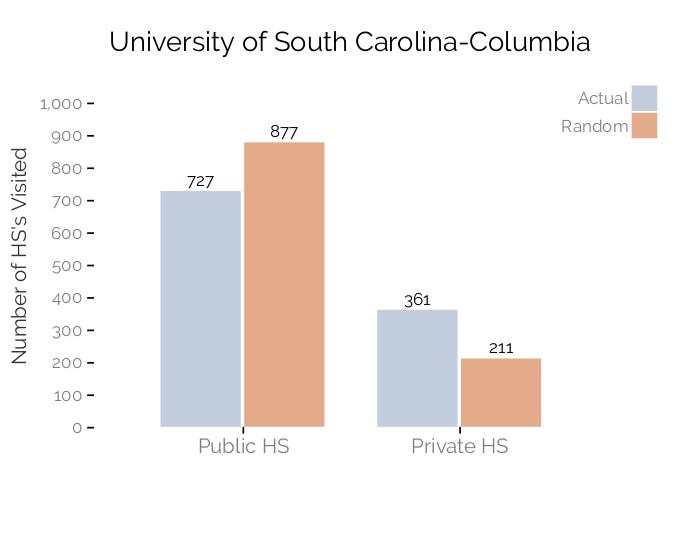 University of South Carolina-Columbia
Actual
Random
Number of HS's Visited
1,000
900
800
700
600
500
400
300
200
100
0
727
877
361
211
Public HS
Private HS